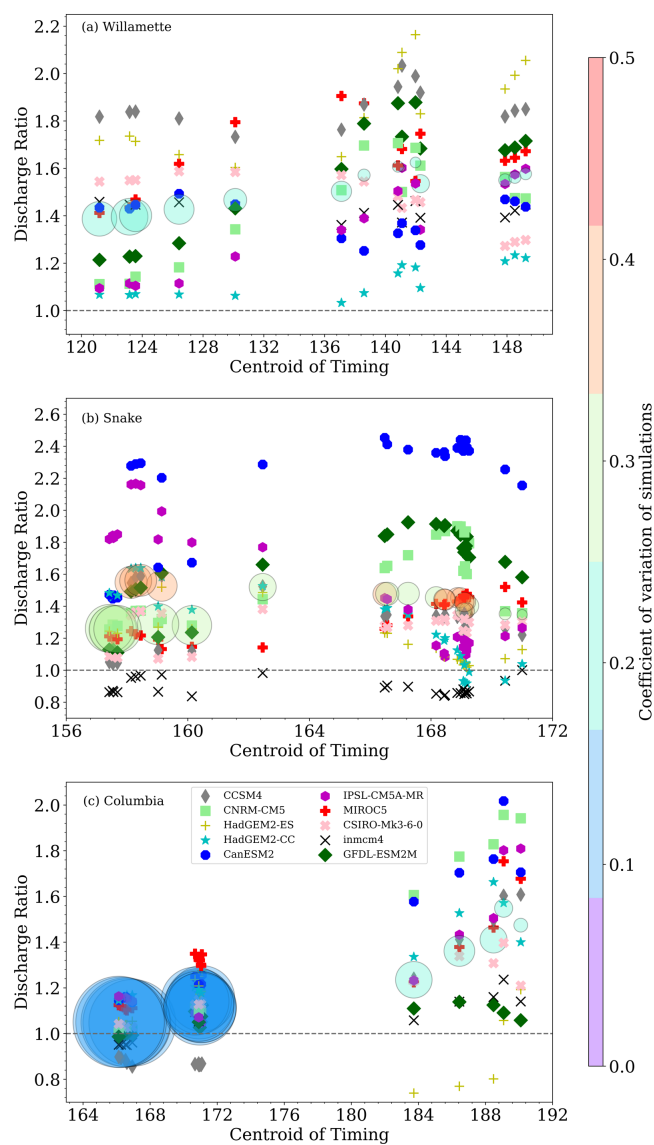 (a) Willamette
2.2
2.0
1.8
1.6
1.4
1.2
1.0
Discharge Ratio
120 124 128 132 136 140 144 148
Centroid of Timing
(b) Snake
2.6
2.4
2.2
2.0
1.8
1.6
1.4
1.2
1.0
0.8
Discharge Ratio
156 160 164 168 172
Centroid of Timing
(c) Columbia
CCSM4
CNRM-CM5
HadGEM2-ES
HadGEM2-CC
CanESM2
IPSL-CM5A-MR
MIROC5
CSIRO-Mk3-6-0
inmcm4
GFDL-ESM2M
2.0
1.8
1.6
1.4
1.2
1.0
0.8
Discharge Ratio
164 168 172 176 180 184 188 192
Centroid of Timing
0.5
0.4
0.3
0.2
0.1
0.0
Coefficient of variation of simulations